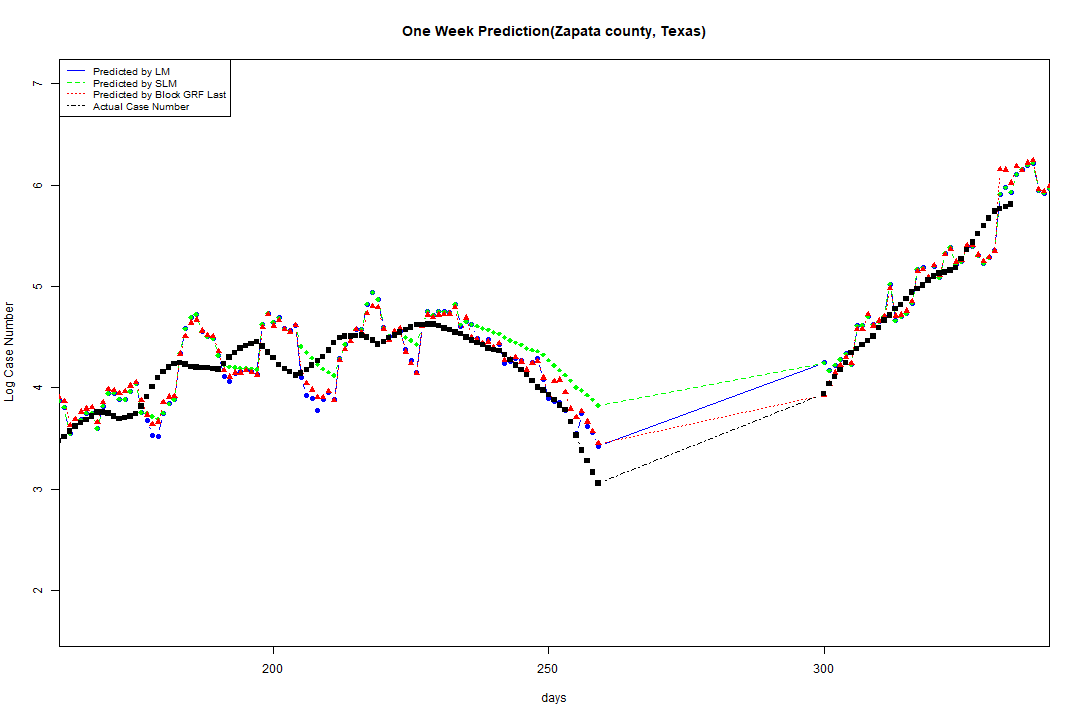 One Week Prediction(Zapata county, Texas)
Predicted by LM
Predicted by SLM
Predicted by Block GRF Last
Actual Case Number
Log Case Number
7
6
5
4
3
2
200
250
300
days